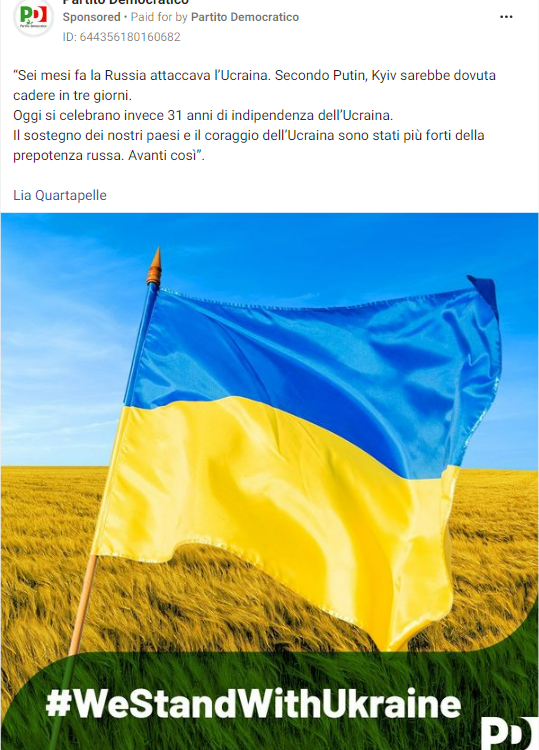 Partito Democratico
Sponsored • Paid for by Partito Democratico
ID: 644356180160682
“Sei mesi fa la Russia attaccava l’Ucraina. Secondo Putin, Kyiv sarebbe dovuta
cadere in tre giorni.
Oggi si celebrano invece 31 anni di indipendenza dell’Ucraina.
Il sostegno dei nostri paesi e il coraggio dell’Ucraina sono stati più forti della
prepotenza russa. Avanti così”.
Lia Quartapelle
#WeStandWithUkraine
PD